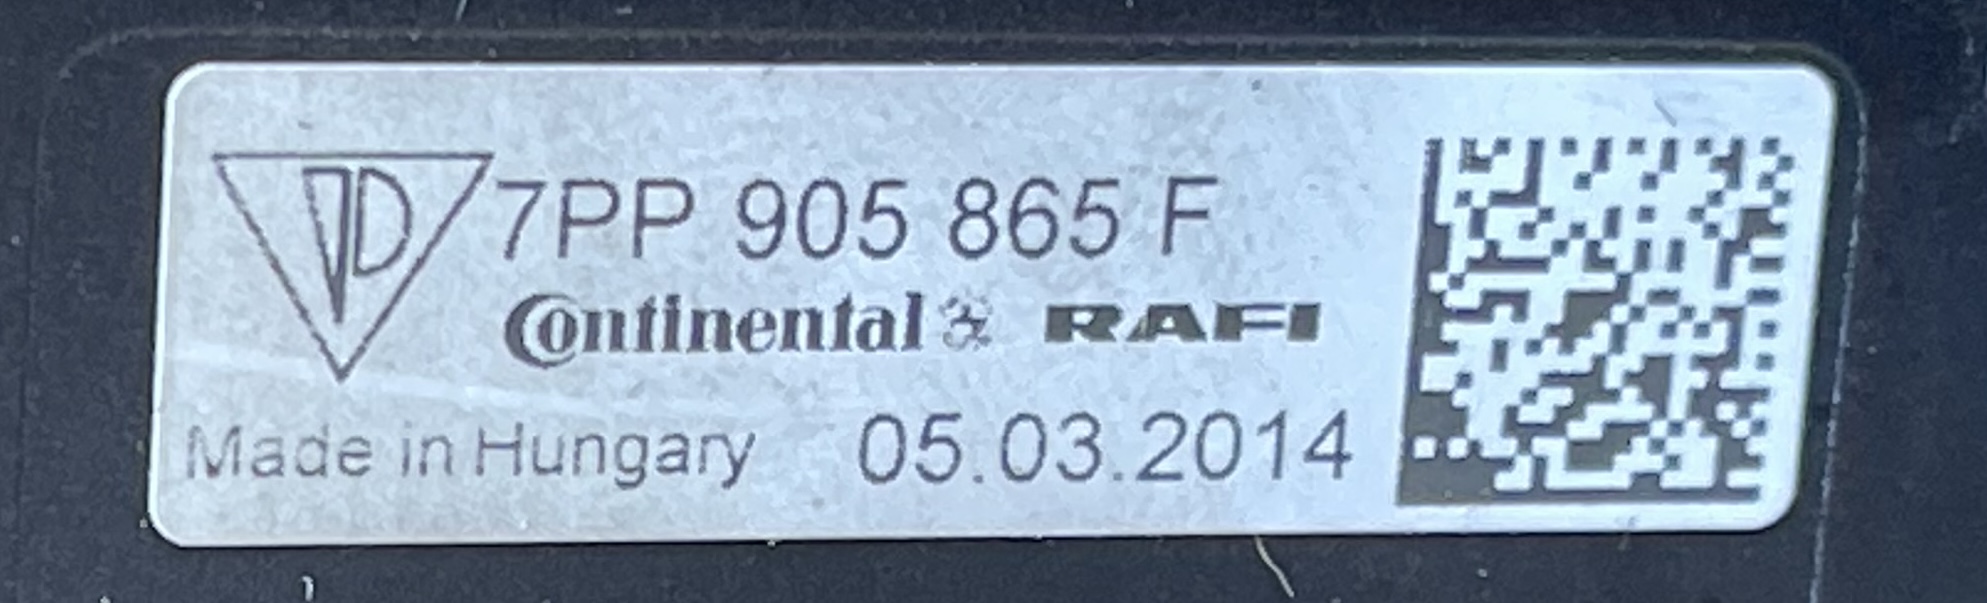 7PP 905 865 F
Continental RAFI
Made in Hungary 05.03.2014